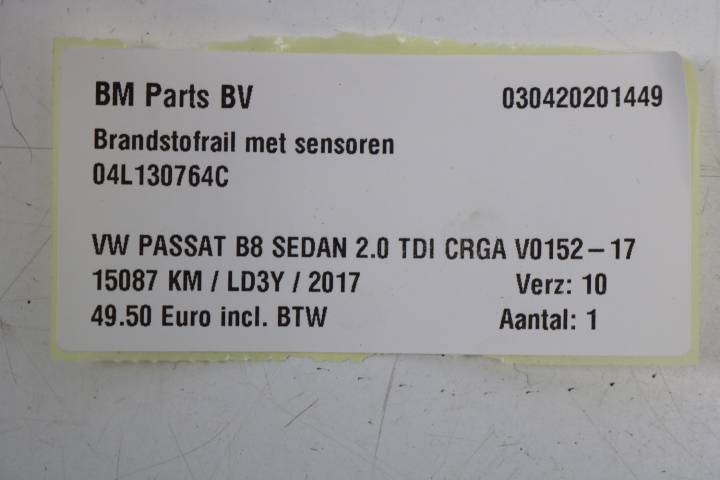 BM Parts BV 030420201449
Brandstofrail met sensoren
04L130764C
VW PASSAT B8 SEDAN 2.0 TDI CRGA V0152-17
15087 KM / LD3Y / 2017 Verz: 10
49.50 Euro incl. BTW Aantal: 1